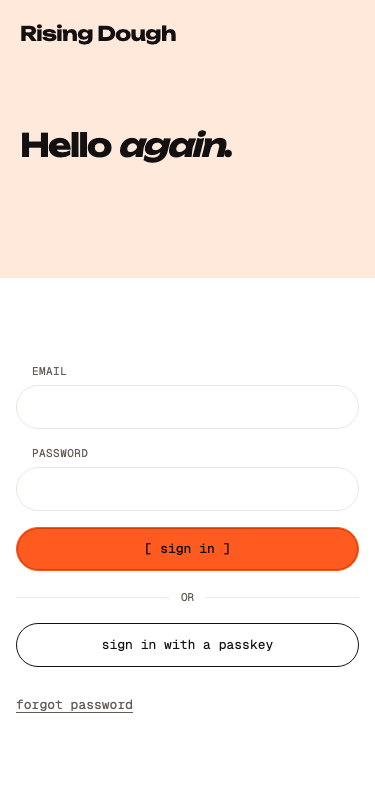 Rising Dough
Hello again.
EMAIL
PASSWORD
[ sign in ]
OR
sign in with a passkey
forgot password